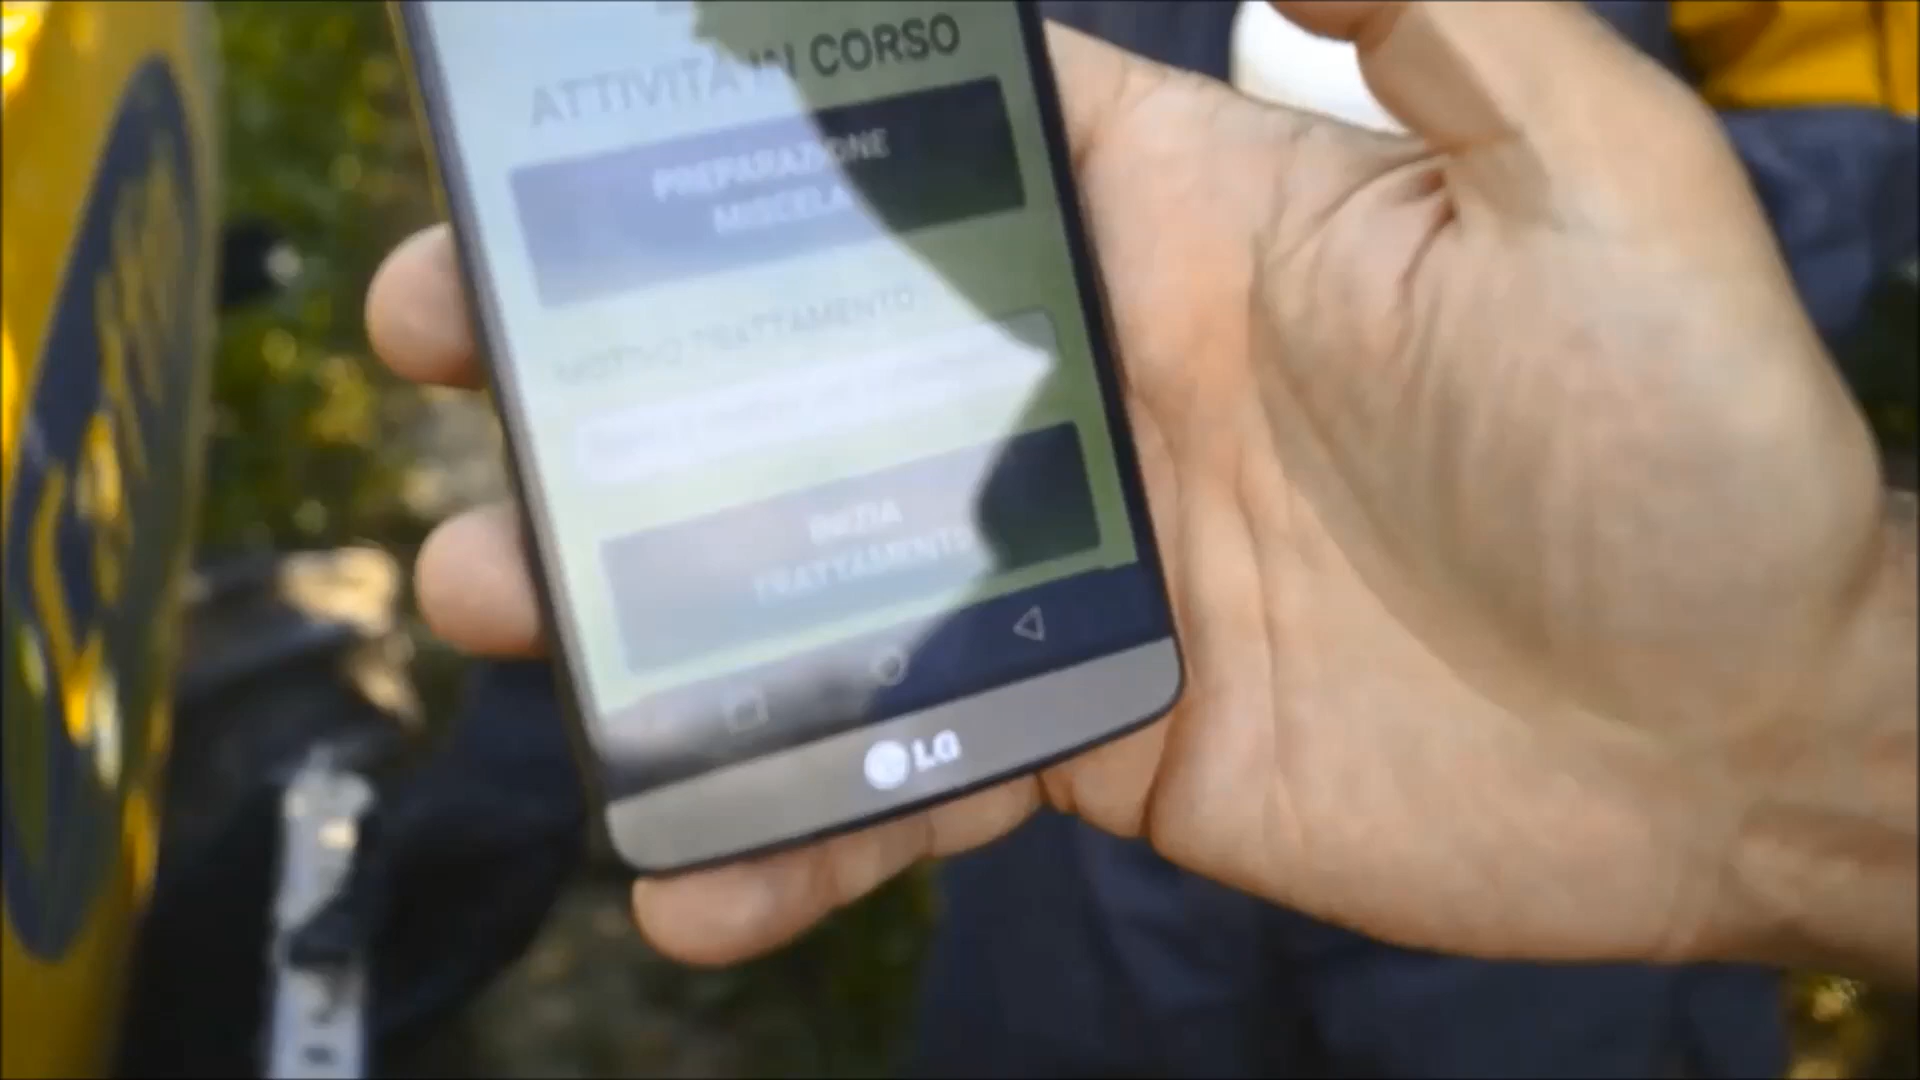 ATTIVITÀ IN CORSO
PREPARAZIONE
MISCELA
MOTIVO TRATTAMENTO
INIZIA
TRATTAMENTO
LG